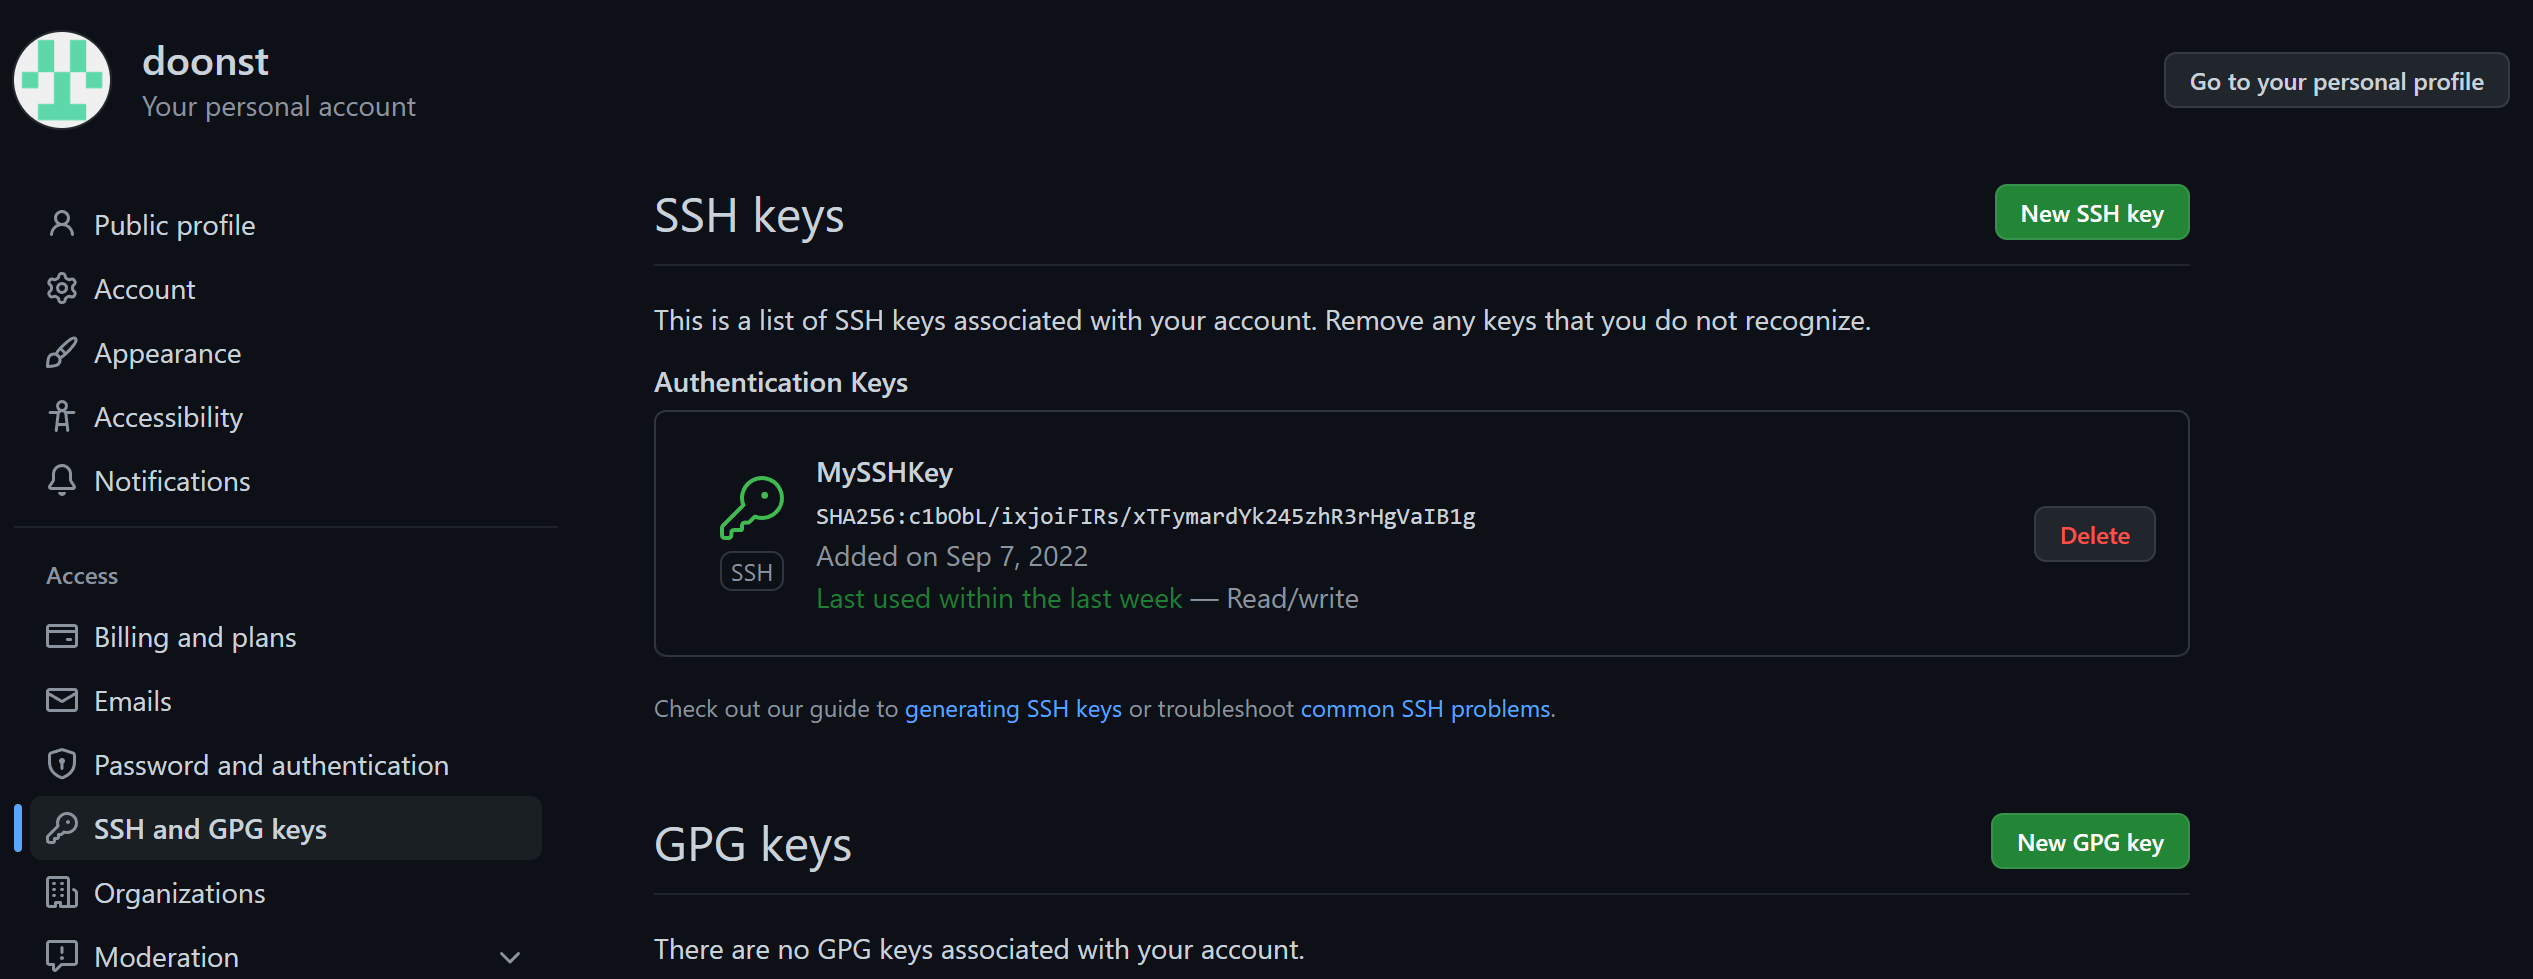 doonst
Your personal account
Go to your personal profile
Public profile
Account
Appearance
Accessibility
Notifications
Access
Billing and plans
Emails
Password and authentication
SSH and GPG keys
Organizations
Moderation
SSH keys
New SSH key
This is a list of SSH keys associated with your account. Remove any keys that you do not recognize.
Authentication Keys
MySSHKey
SHA256:c1bObL/ixjoiFIRs/xTFymardYk245zhR3rHgVaIB1g
SSH
Added on Sep 7, 2022
Last used within the last week — Read/write
Delete
Check out our guide to generating SSH keys or troubleshoot common SSH problems.
GPG keys
New GPG key
There are no GPG keys associated with your account.